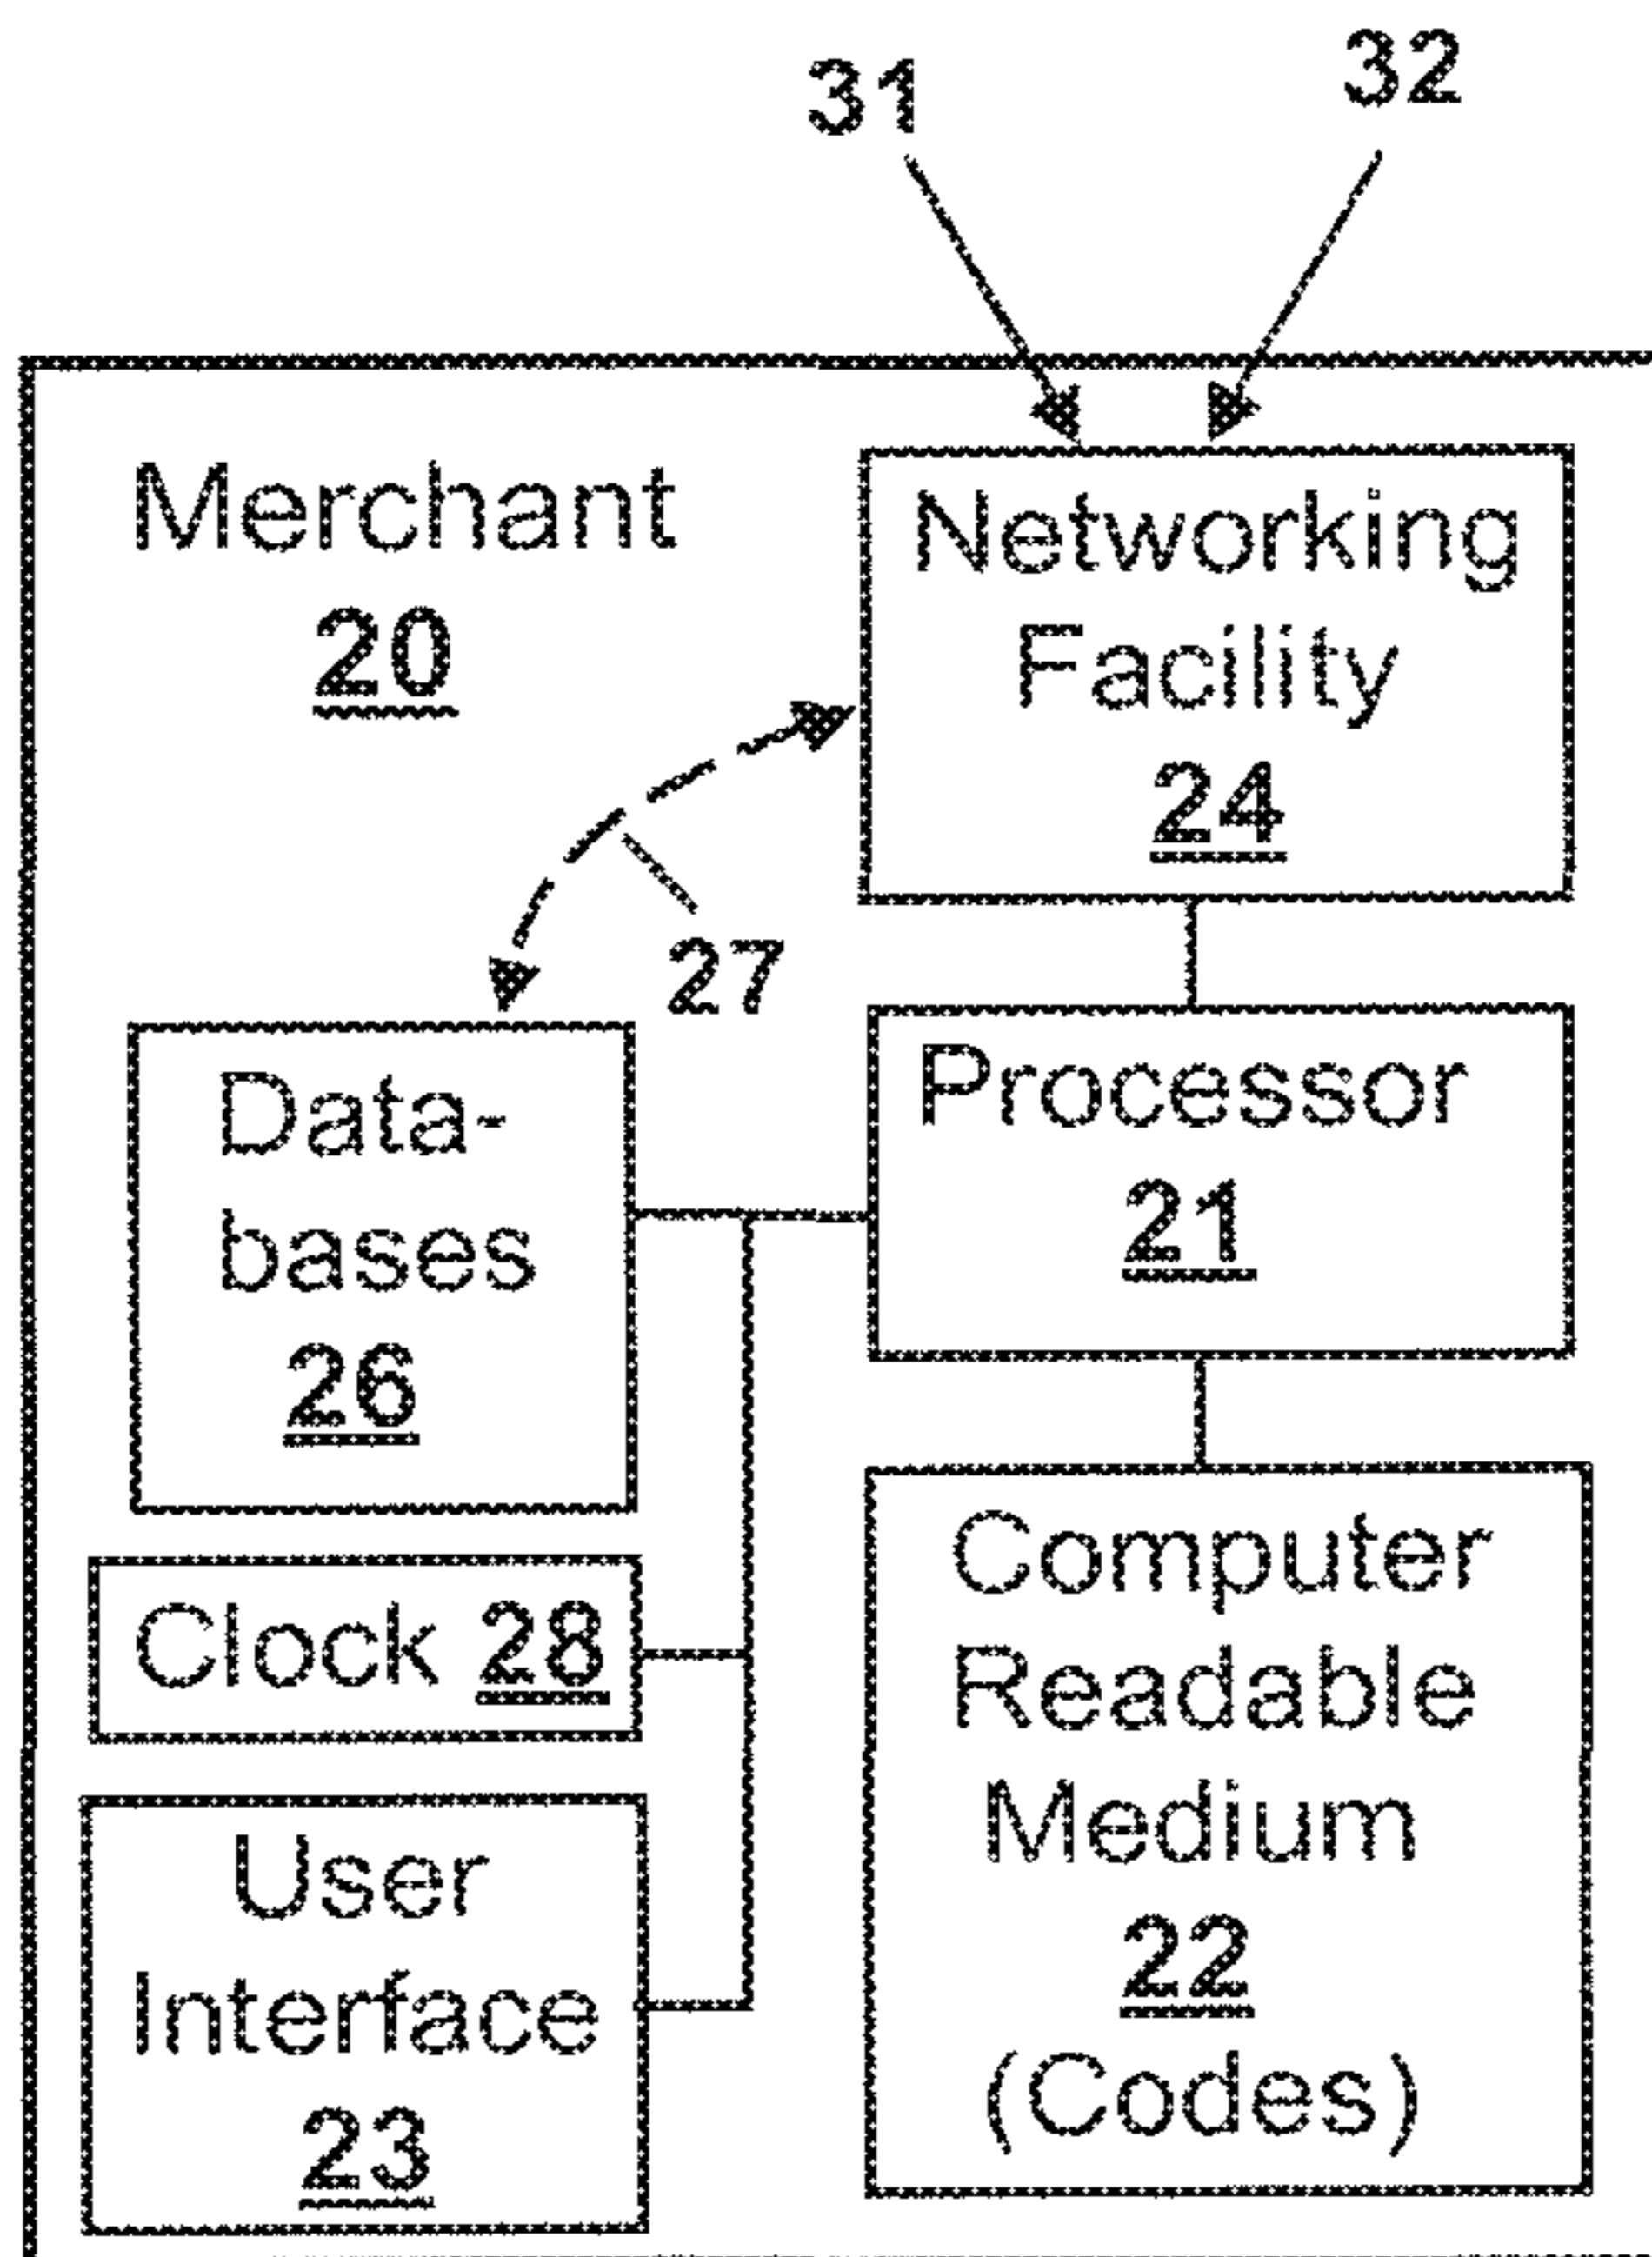 31
32
Merchant
20
Networking
Facility
24
27
Data-
bases
26
Processor
21
Clock 28
User
Interface
23
Computer
Readable
Medium
22
(Codes)